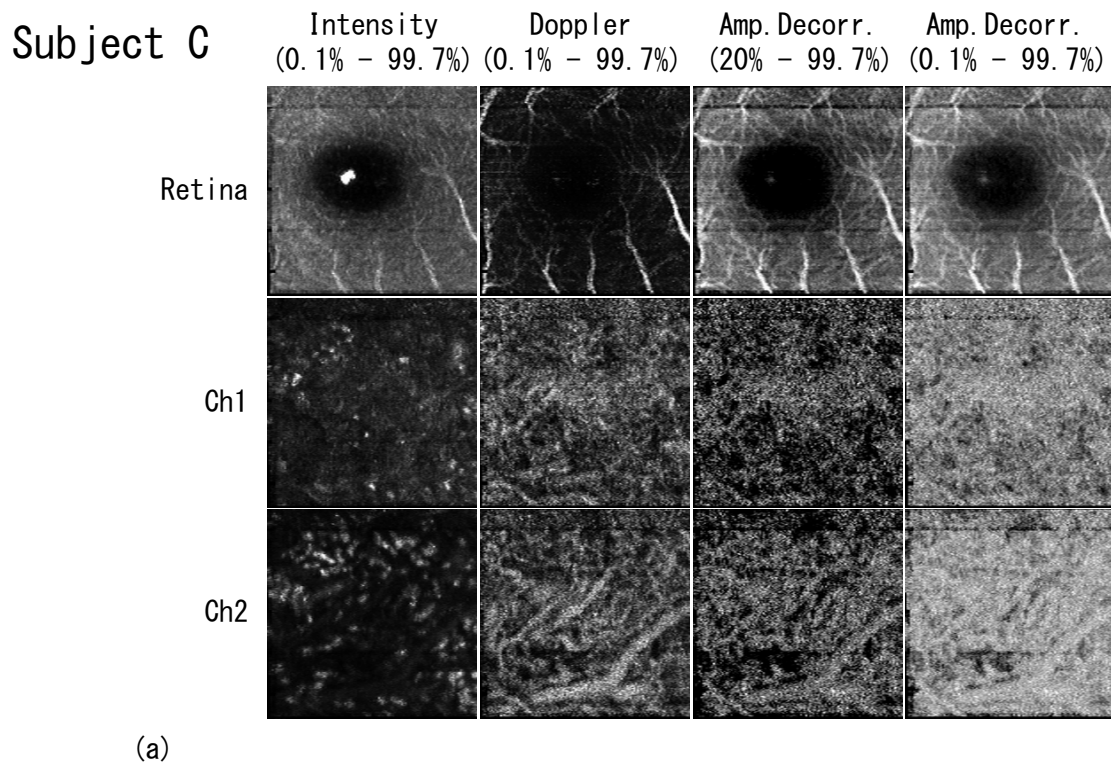 Subject C
Intensity
(0.1% - 99.7%)
Doppler
(0.1% - 99.7%)
Amp.Decorr.
(20% - 99.7%)
Amp.Decorr.
(0.1% - 99.7%)
Retina
Ch1
Ch2
(a)